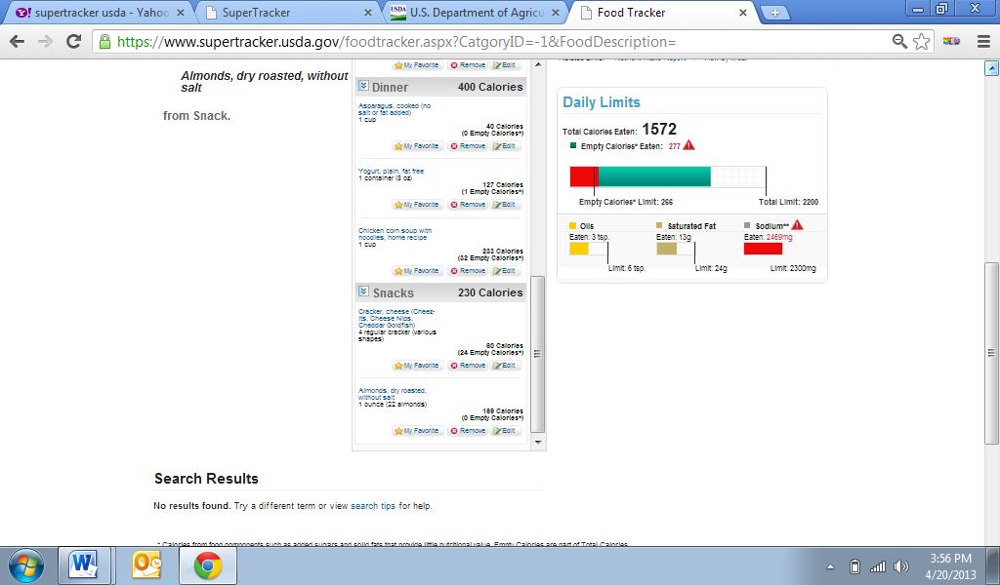 supertracker usda - Yahoo
SuperTracker
U.S. Department of Agricu
Food Tracker
https://www.supertracker.usda.gov/foodtracker.aspx?CatgoryID=-1&FoodDescription=
Almonds, dry roasted, without
salt
from Snack.
My Favorite Remove Edit
Dinner 400 Calories
Asparagus, cooked (no
salt or fat added)
1 cup
40 Calories
(0 Empty Calories*)
My Favorite Remove Edit
Yogurt, plain, fat free
1 container (8 oz)
127 Calories
(1 Empty Calories*)
My Favorite Remove Edit
Chicken corn soup with
noodles, home recipe
1 cup
233 Calories
(32 Empty Calories*)
My Favorite Remove Edit
Snacks 230 Calories
Cracker, cheese (Cheez-
Its, Cheese Nips,
Cheddar Goldfish)
4 regular cracker (various
shapes)
60 Calories
(24 Empty Calories*)
My Favorite Remove Edit
Almonds, dry roasted,
without salt
1 ounce (22 almonds)
169 Calories
(0 Empty Calories*)
My Favorite Remove Edit
Daily Limits
Total Calories Eaten: 1572
Empty Calories* Eaten: 277
Empty Calories* Limit: 266 Total Limit: 2200
Oils Saturated Fat Sodium**
Eaten: 3 tsp. Eaten: 13g Eaten: 2469mg
Limit: 6 tsp. Limit: 24g Limit: 2300mg
Search Results
No results found. Try a different term or view search tips for help.
* Calories from food components such as added sugars and solid fats that provide little nutritional value. Empty Calories are part of Total Calories.
3:56 PM
4/20/2013